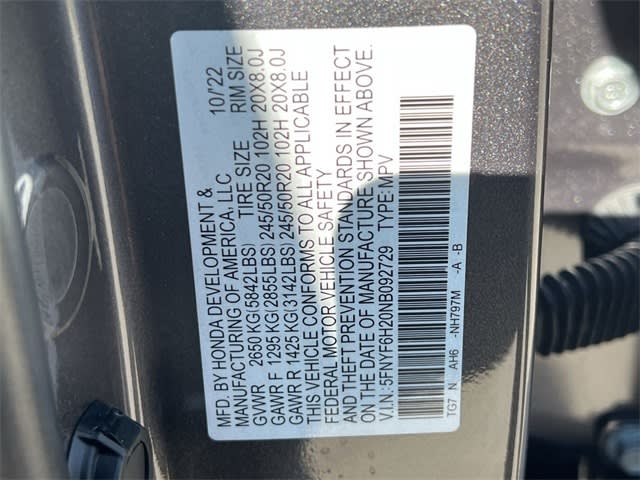 MFD. BY HONDA DEVELOPMENT & 10/22
MANUFACTURING OF AMERICA, LLC
TIRE SIZE RIM SIZE
GVWR 2650 KG(5842LBS)
GAWR F 1295 KG(2855LBS) 245/50R20 102H 20X8.0J
GAWR R 1425 KG(3142LBS) 245/50R20 102H 20X8.0J
THIS VEHICLE CONFORMS TO ALL APPLICABLE
FEDERAL MOTOR VEHICLE SAFETY
AND THEFT PREVENTION STANDARDS IN EFFECT
ON THE DATE OF MANUFACTURE SHOWN ABOVE.
V.I.N.:5FNYF6H20NB092729 TYPE:MPV
TG7 N AH6 -NH797M -A -B